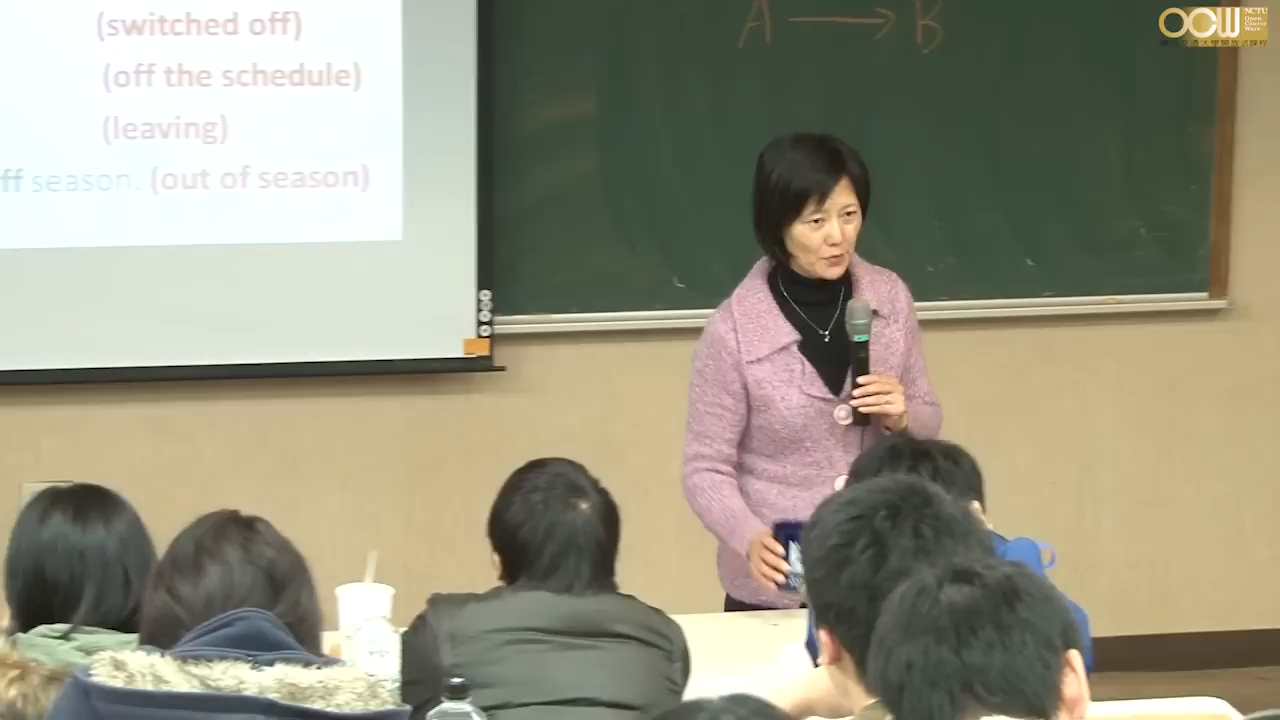 (switched off)
(off the schedule)
(leaving)
ff season. (out of season)
A → B
OCW NCTU
Open
Course
Ware